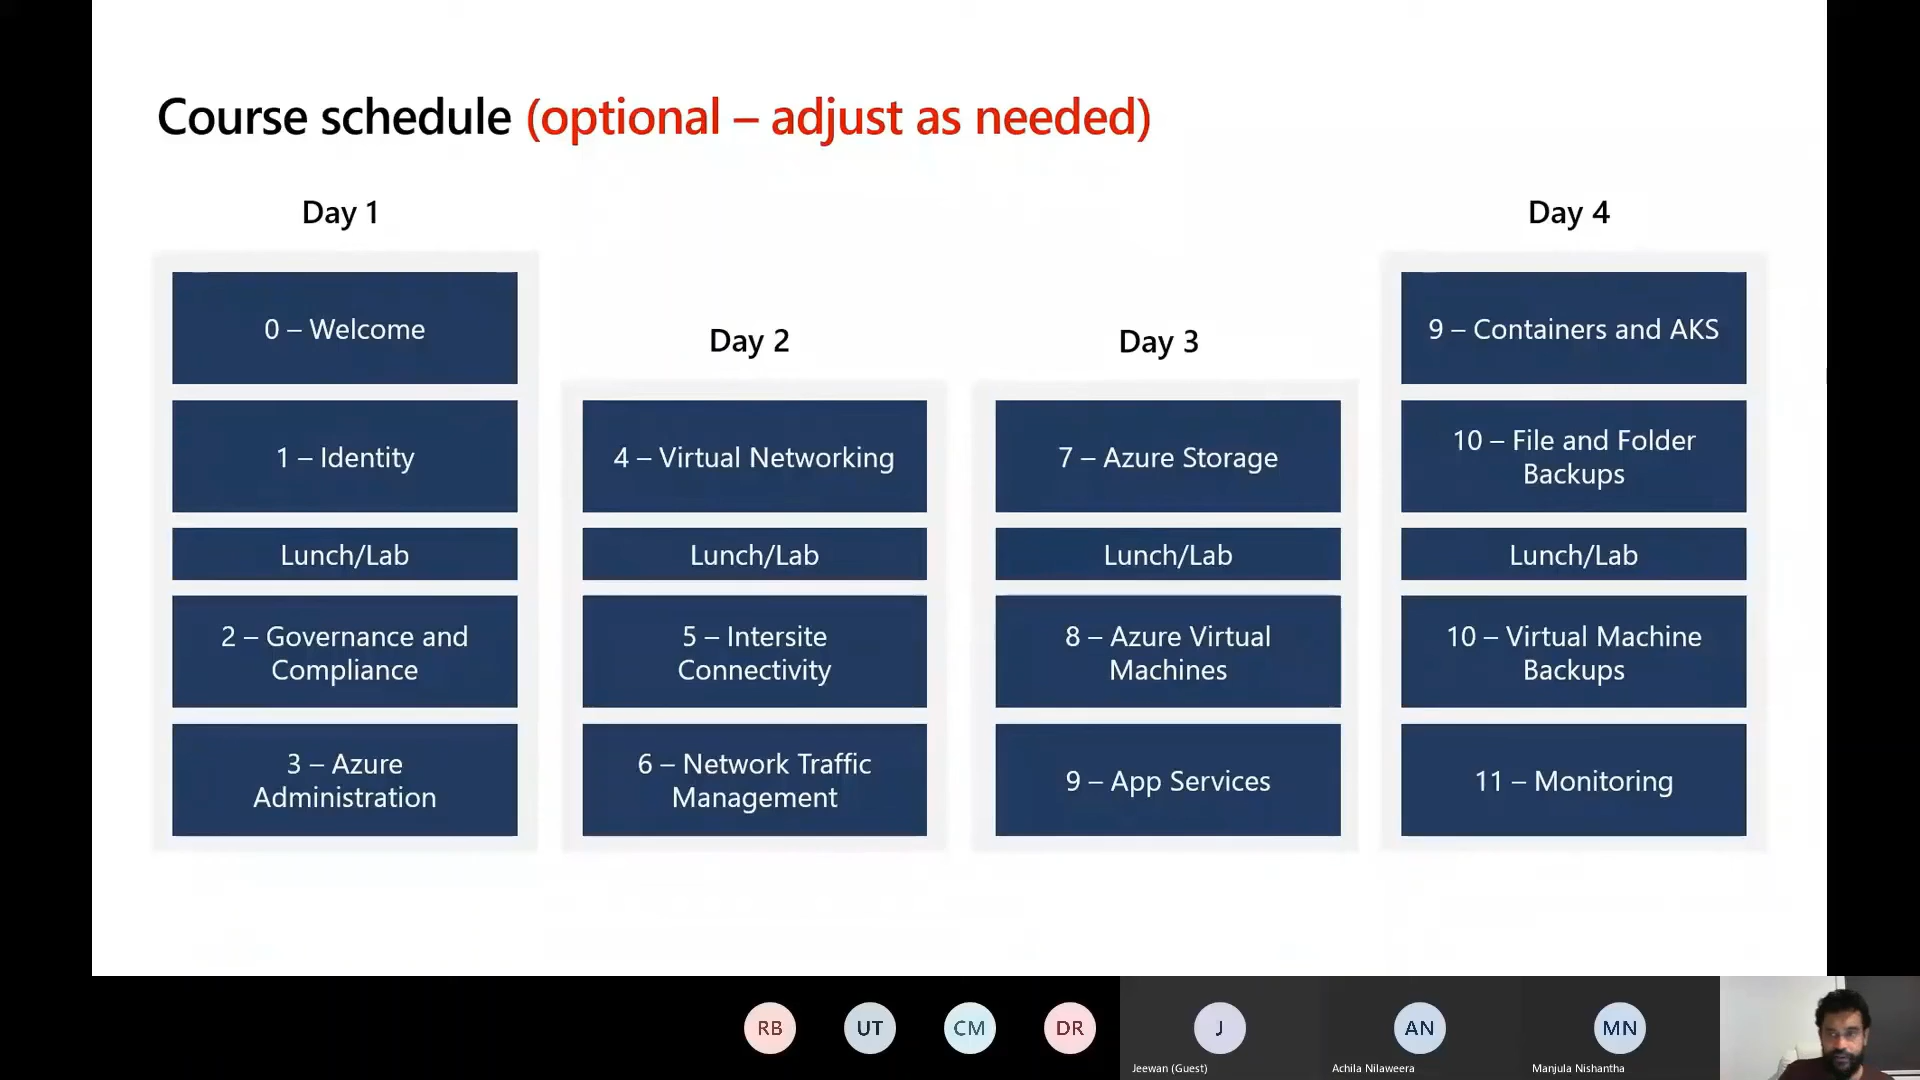 Course schedule (optional – adjust as needed)
Day 1
0 – Welcome
1 – Identity
Lunch/Lab
2 – Governance and
Compliance
3 – Azure
Administration
Day 2
4 – Virtual Networking
Lunch/Lab
5 – Intersite
Connectivity
6 – Network Traffic
Management
Day 3
7 – Azure Storage
Lunch/Lab
8 – Azure Virtual
Machines
9 – App Services
Day 4
9 – Containers and AKS
10 – File and Folder
Backups
Lunch/Lab
10 – Virtual Machine
Backups
11 – Monitoring
RB
UT
CM
DR
J
Jeewan (Guest)
AN
Achila Nilaweera
MN
Manjula Nishantha